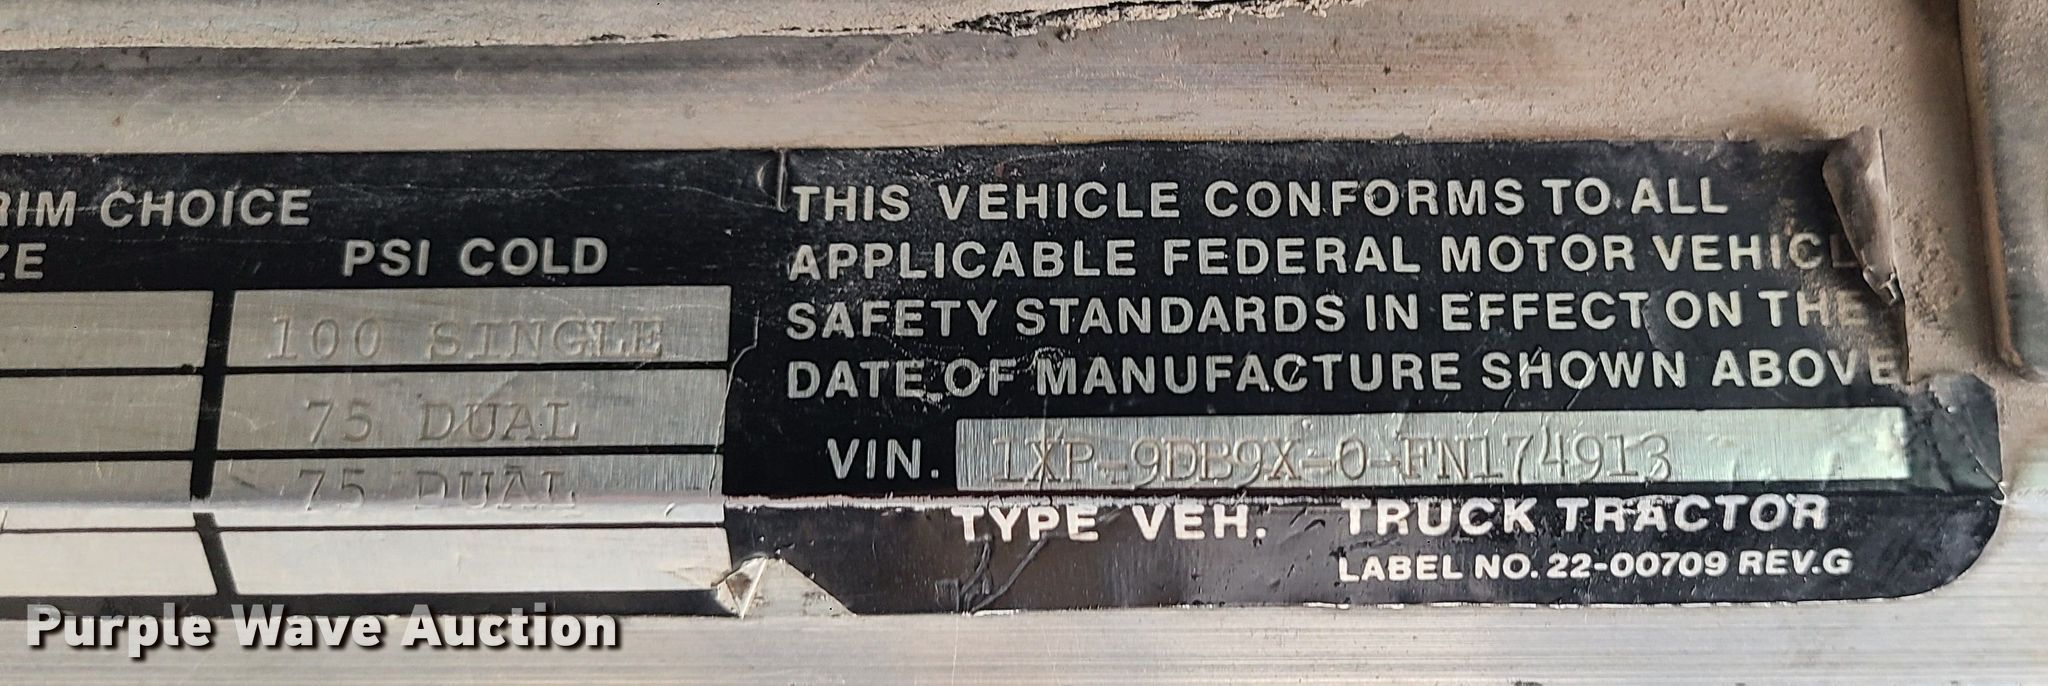 RIM CHOICE
ZE
PSI COLD
100 SINGLE
75 DUAL
75 DUAL
THIS VEHICLE CONFORMS TO ALL
APPLICABLE FEDERAL MOTOR VEHICL
SAFETY STANDARDS IN EFFECT ON THE
DATE OF MANUFACTURE SHOWN ABOVE
VIN. 1XP-9DB9X-0-FN174913
TYPE VEH. TRUCK TRACTOR
LABEL NO. 22-00709 REV.G
Purple Wave Auction